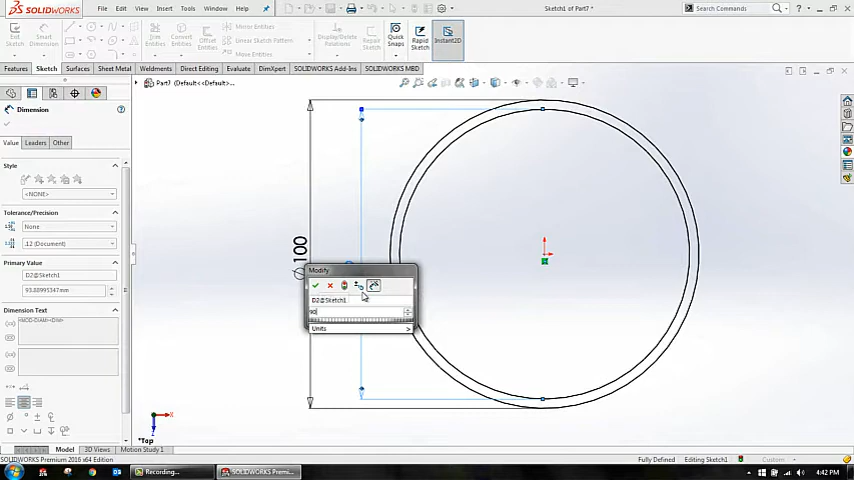 SOLIDWORKS
File Edit View Insert Tools Window Help
Sketch1 of Part7 *
Search Commands
Exit Sketch
Smart Dimension
Trim Entities
Convert Entities
Offset Entities
Mirror Entities
Linear Sketch Pattern
Move Entities
Display/Delete Relations
Repair Sketch
Quick Snaps
Rapid Sketch
Instant2D
Features Sketch Surfaces Sheet Metal Weldments Direct Editing Evaluate DimXpert SOLIDWORKS Add-Ins SOLIDWORKS MBD
Part7 (Default<<Default>...
Dimension
Value Leaders Other
Style
<NONE>
Tolerance/Precision
None
.12 (Document)
Primary Value
D2@Sketch1
93.88995347mm
Dimension Text
<MOD-DIAM><DIM>
Ø100
Modify
D2@Sketch1
90
Units
X
*Top
Model 3D Views Motion Study 1
SOLIDWORKS Premium 2016 x64 Edition
Fully Defined Editing Sketch1 Custom
Recording...
SOLIDWORKS Premi...
4:42 PM